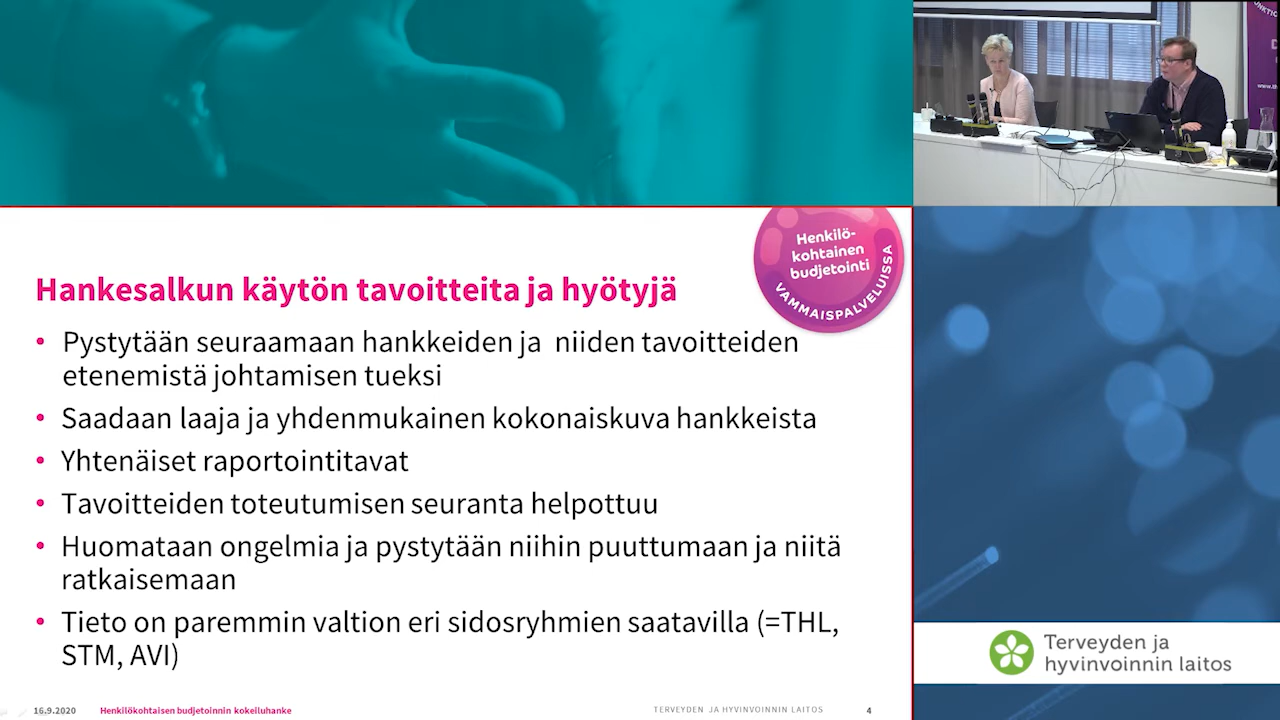 Henkilö-
kohtainen
budjetointi
VAMMAISPALVELUISSA
Hankesalkun käytön tavoitteita ja hyötyjä
• Pystytään seuraamaan hankkeiden ja niiden tavoitteiden
etenemistä johtamisen tueksi
• Saadaan laaja ja yhdenmukainen kokonaiskuva hankkeista
• Yhtenäiset raportointitavat
• Tavoitteiden toteutumisen seuranta helpottuu
• Huomataan ongelmia ja pystytään niihin puuttumaan ja niitä
ratkaisemaan
• Tieto on paremmin valtion eri sidosryhmien saatavilla (=THL,
STM, AVI)
Terveyden ja
hyvinvoinnin laitos
16.9.2020 Henkilökohtaisen budjetoinnin kokeiluhanke TERVEYDEN JA HYVINVOINNIN LAITOS 4